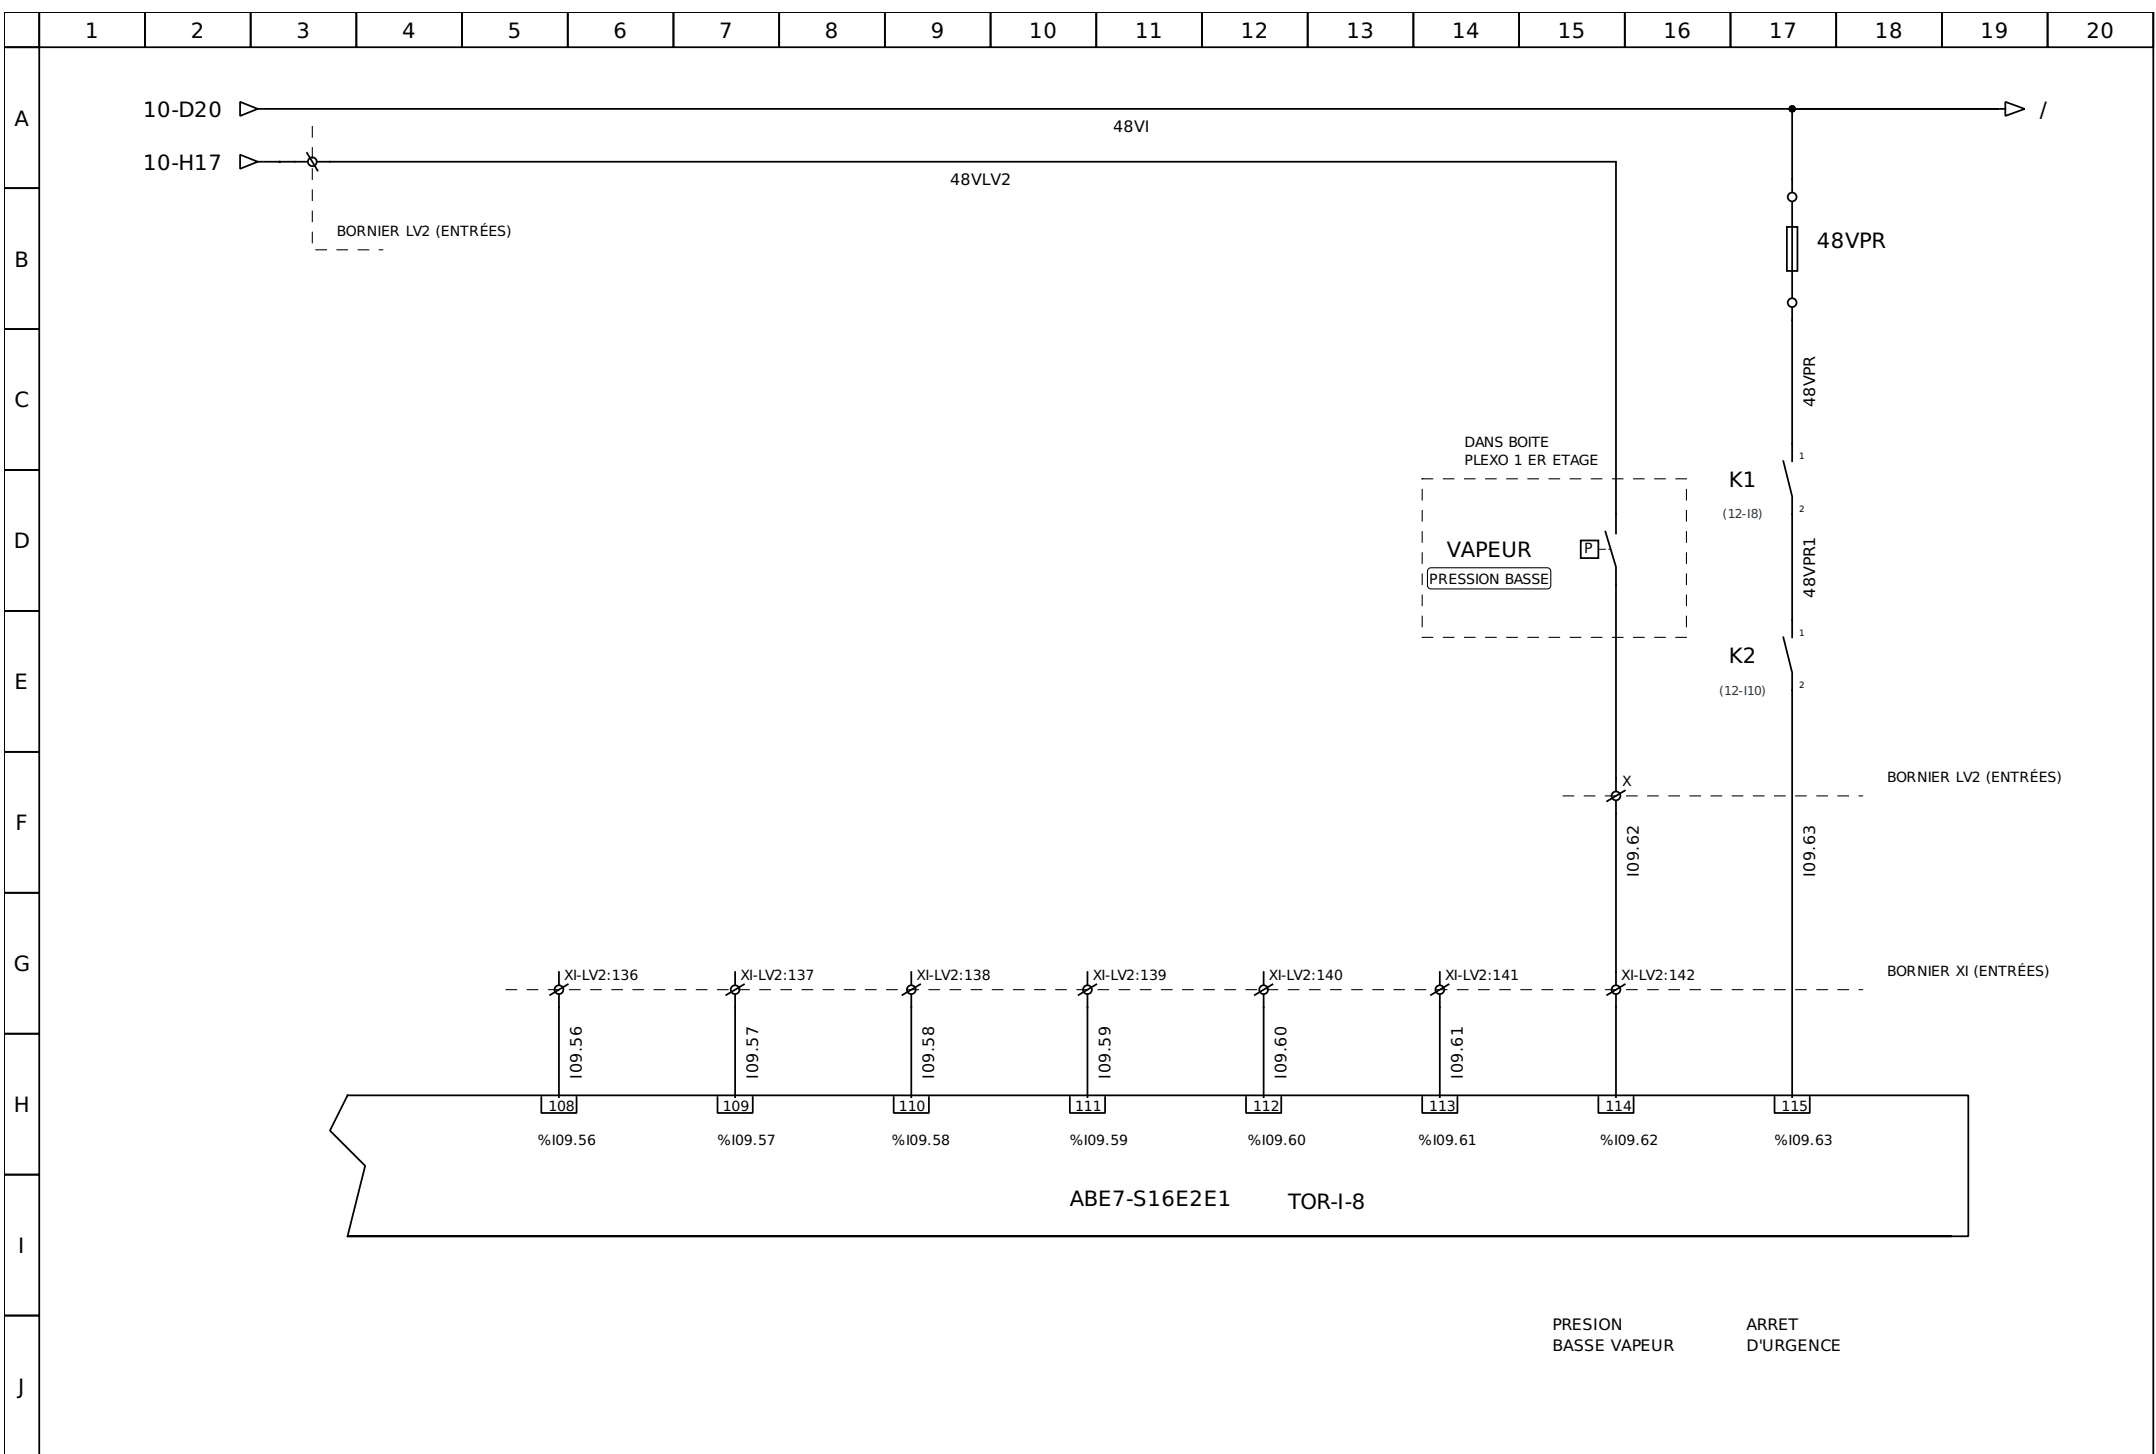 1 2 3 4 5 6 7 8 9 10 11 12 13 14 15 16 17 18 19 20
A
10-D20
/
48VI
10-H17
48VLV2
BORNIER LV2 (ENTRÉES)
B
48VPR
C
48VPR
DANS BOITE
PLEXO 1 ER ETAGE
1
K1
(12-I8)
2
D
VAPEUR
P
PRESSION BASSE
48VPR1
1
K2
(12-I10)
2
E
X
BORNIER LV2 (ENTRÉES)
F
I09.62
I09.63
G
XI-LV2:136 XI-LV2:137 XI-LV2:138 XI-LV2:139 XI-LV2:140 XI-LV2:141 XI-LV2:142
BORNIER XI (ENTRÉES)
I09.56 I09.57 I09.58 I09.59 I09.60 I09.61
H
108 109 110 111 112 113 114 115
%I09.56 %I09.57 %I09.58 %I09.59 %I09.60 %I09.61 %I09.62 %I09.63
ABE7-S16E2E1 TOR-I-8
I
PRESION
BASSE VAPEUR
ARRET
D'URGENCE
J